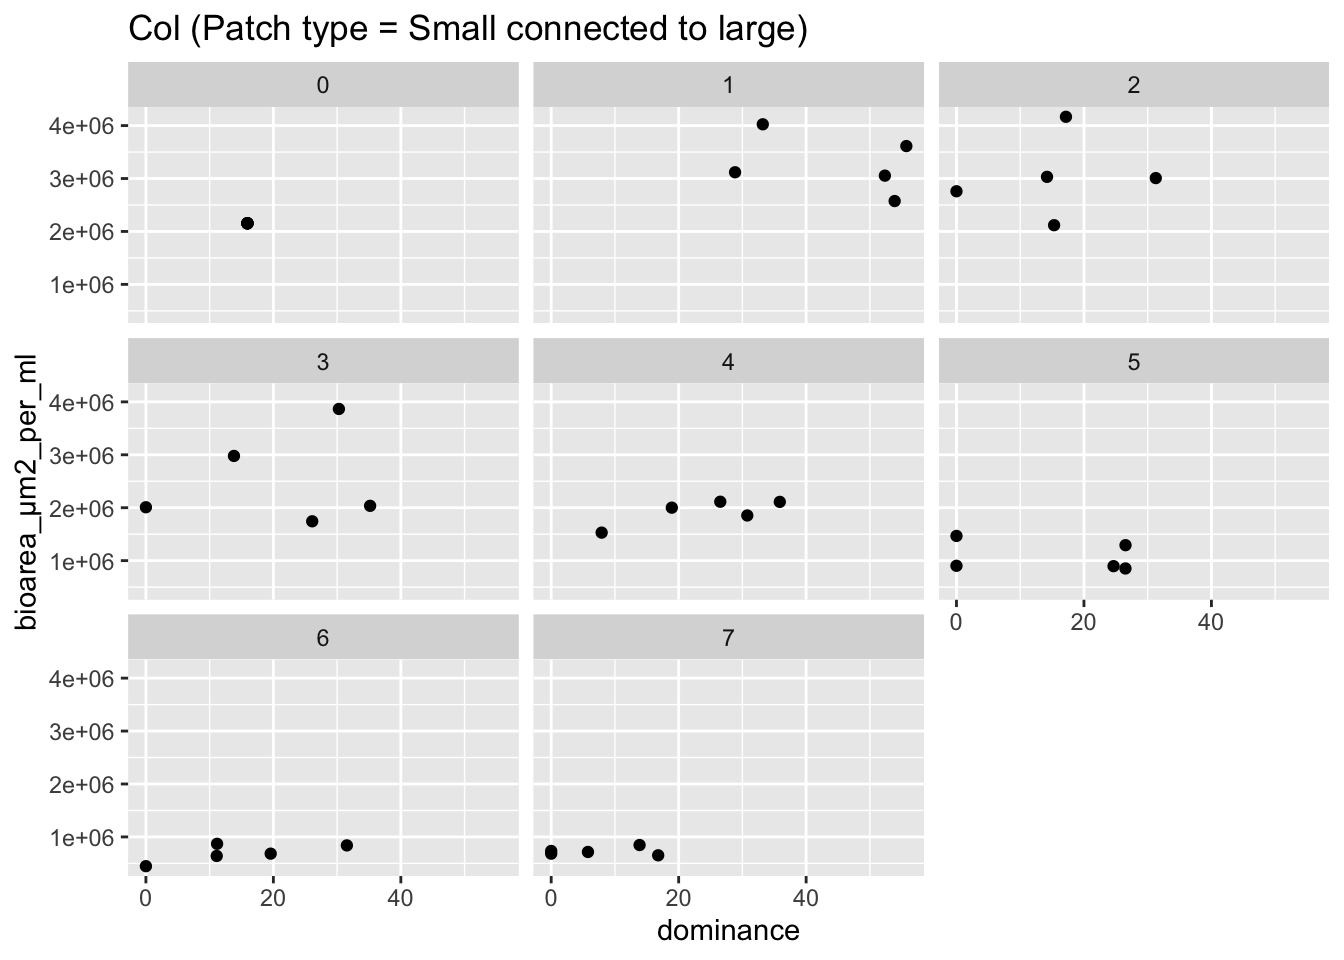 Col (Patch type = Small connected to large)
0
1
2
4e+06
3e+06
2e+06
1e+06
3
4
5
4e+06
3e+06
2e+06
1e+06
0
20
40
6
7
4e+06
3e+06
2e+06
1e+06
0
20
40
0
20
40
dominance
bioarea_µm2_per_ml